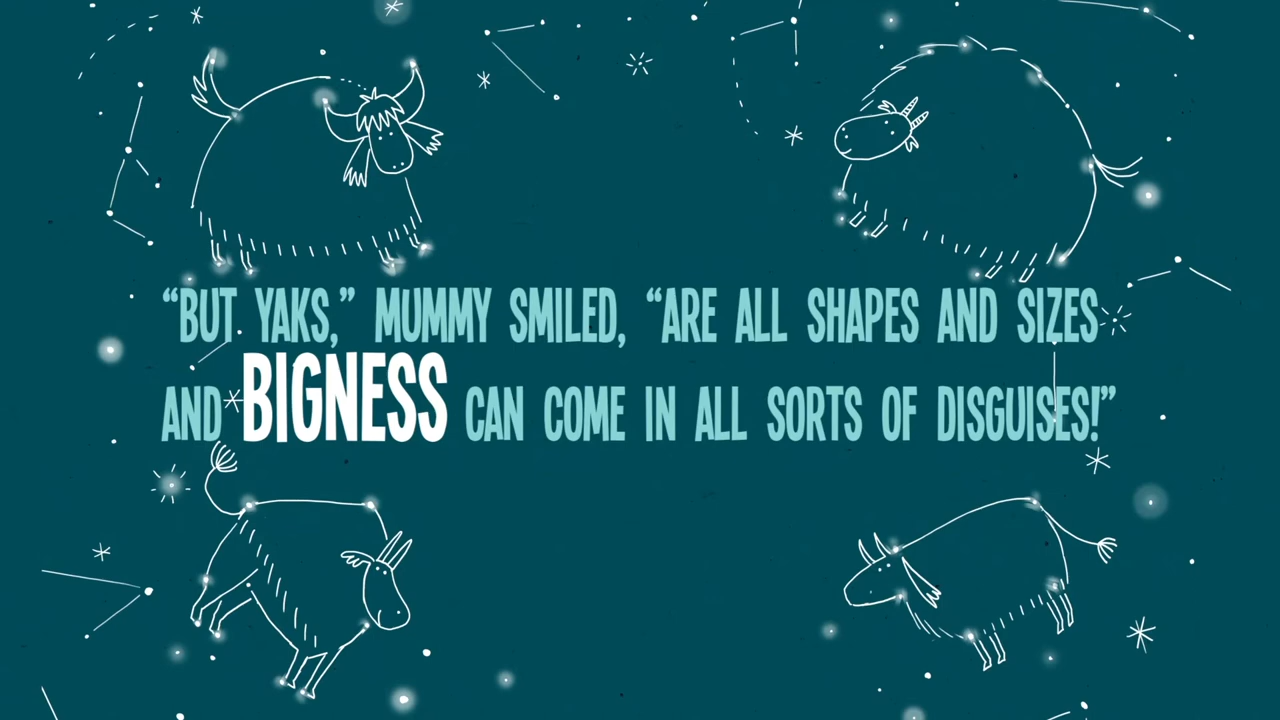 “BUT YAKS,” MUMMY SMILED, “ARE ALL SHAPES AND SIZES
AND BIGNESS CAN COME IN ALL SORTS OF DISGUISES!”